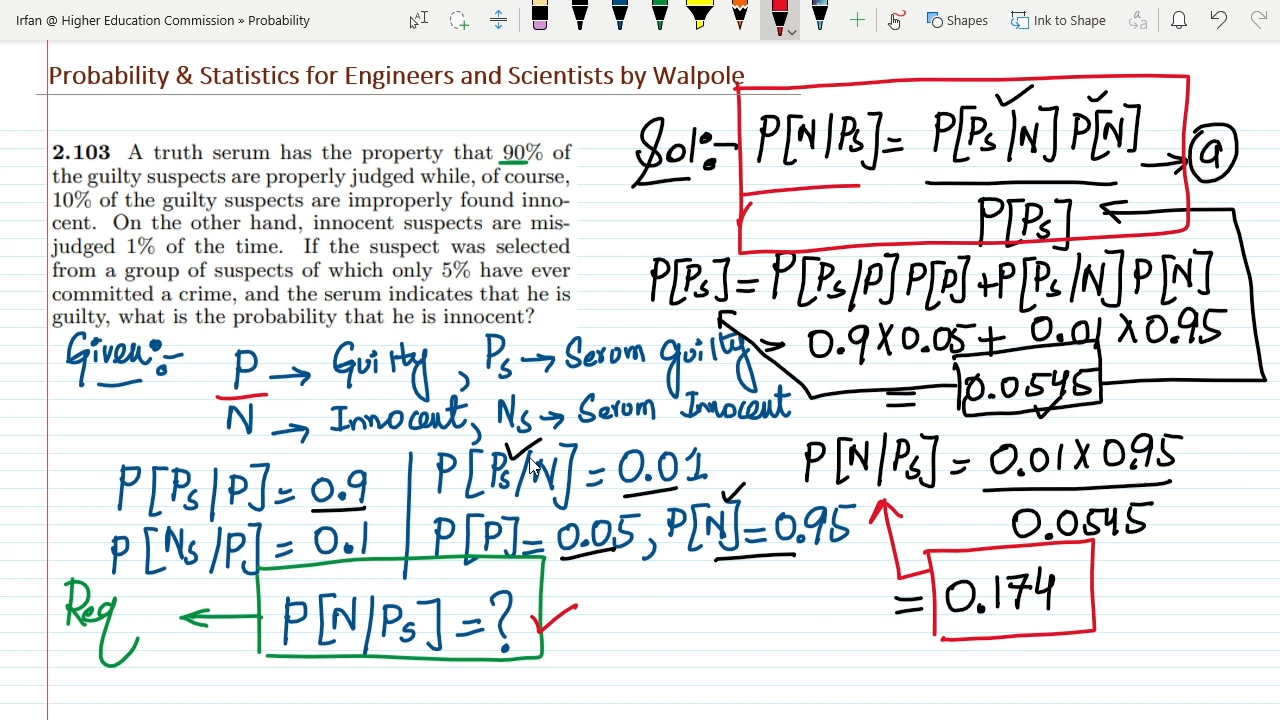 Irfan @ Higher Education Commission » Probability
Shapes
Ink to Shape
Probability & Statistics for Engineers and Scientists by Walpole
2.103 A truth serum has the property that 90% of
the guilty suspects are properly judged while, of course,
10% of the guilty suspects are improperly found inno-
cent. On the other hand, innocent suspects are mis-
judged 1% of the time. If the suspect was selected
from a group of suspects of which only 5% have ever
committed a crime, and the serum indicates that he is
guilty, what is the probability that he is innocent?
Given:-
P → Guilty, Ps → Serom guilty
N → Innocent, Ns → Serom Innocent
P[Ps/P] = 0.9
P[Ns/P] = 0.1
P[Ps/N] = 0.01
P[P] = 0.05, P[N] = 0.95
Req ← P[N/Ps] = ?
Sol:- P[N/Ps] = P[Ps/N] P[N] → a
P[Ps]
P[Ps] = P[Ps/P] P[P] + P[Ps/N] P[N]
= 0.9 X 0.05 + 0.01 X 0.95
= 0.0545
P[N/Ps] = 0.01 X 0.95
0.0545
= 0.174